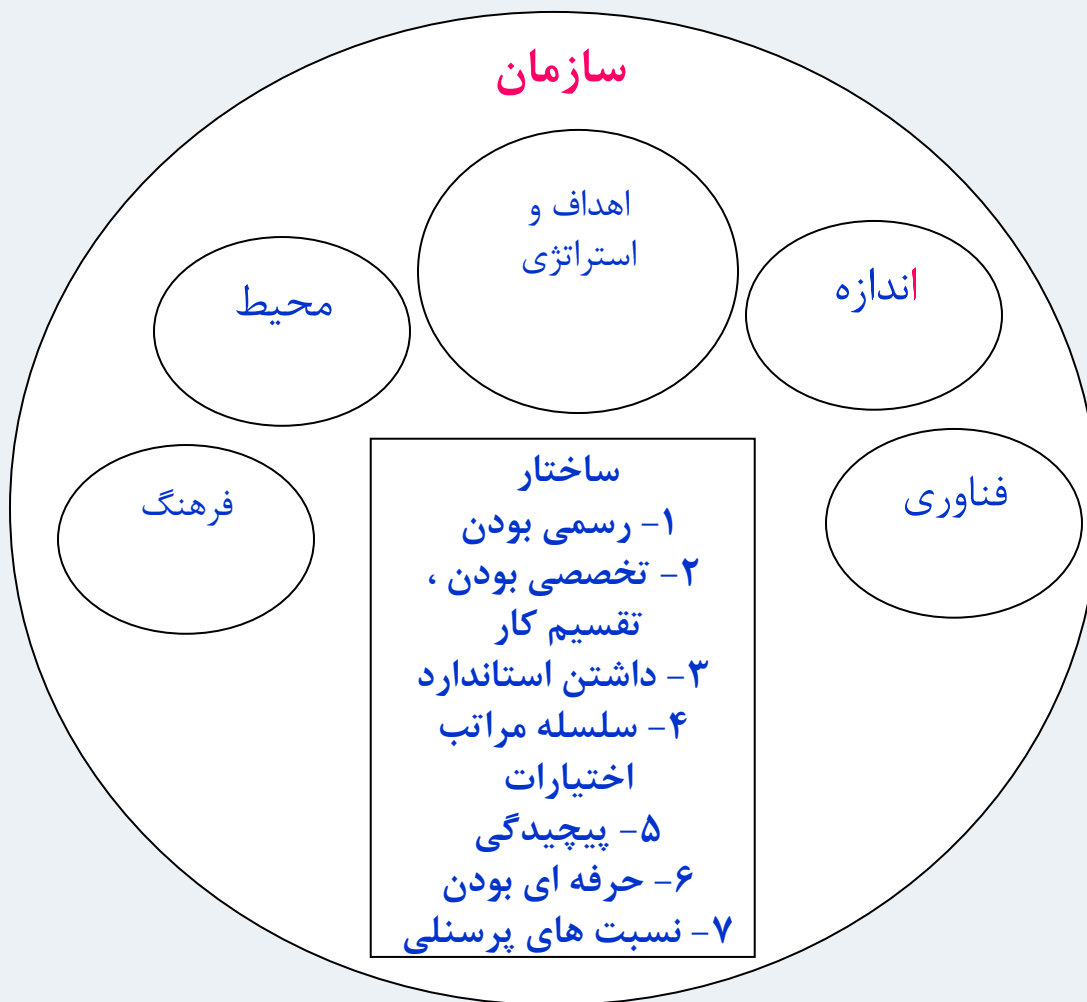 سازمان
اهداف و
استراتژی
اندازه
محیط
فناوری
فرهنگ
ساختار
۱- رسمی بودن
۲- تخصصی بودن ،
تقسیم کار
۳- داشتن استاندارد
۴- سلسله مراتب
اختیارات
۵- پیچیدگی
۶- حرفه ای بودن
۷- نسبت های پرسنلی